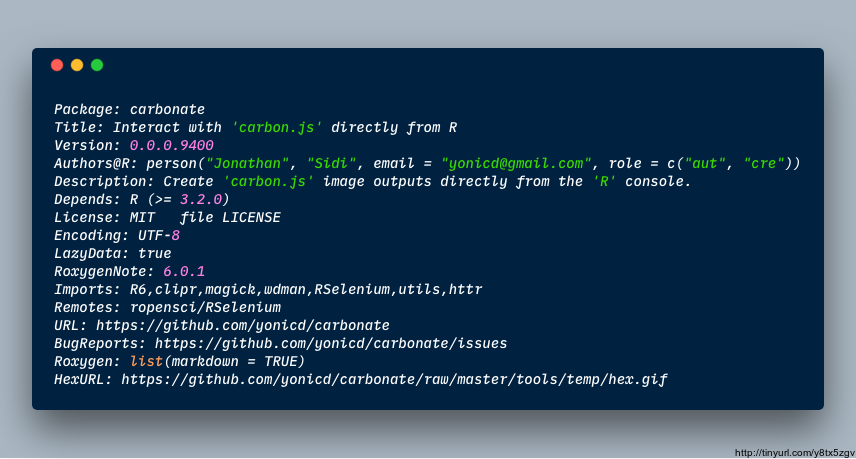 Package: carbonate
Title: Interact with 'carbon.js' directly from R
Version: 0.0.0.9400
Authors@R: person("Jonathan", "Sidi", email = "yonicd@gmail.com", role = c("aut", "cre"))
Description: Create 'carbon.js' image outputs directly from the 'R' console.
Depends: R (>= 3.2.0)
License: MIT   file LICENSE
Encoding: UTF-8
LazyData: true
RoxygenNote: 6.0.1
Imports: R6,clipr,magick,wdman,RSelenium,utils,httr
Remotes: ropensci/RSelenium
URL: https://github.com/yonicd/carbonate
BugReports: https://github.com/yonicd/carbonate/issues
Roxygen: list(markdown = TRUE)
HexURL: https://github.com/yonicd/carbonate/raw/master/tools/temp/hex.gif
http://tinyurl.com/y8tx5zgv